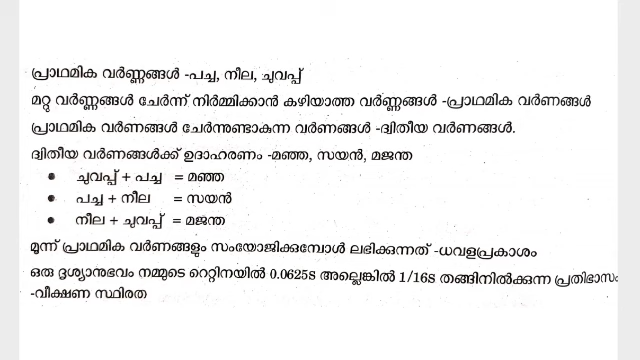 പ്രാഥമിക വർണ്ണങ്ങൾ -പച്ച, നീല, ചുവപ്പ്
മറ്റു വർണ്ണങ്ങൾ ചേർന്ന് നിർമ്മിക്കാൻ കഴിയാത്ത വർണ്ണങ്ങൾ -പ്രാഥമിക വർണങ്ങൾ
പ്രാഥമിക വർണങ്ങൾ ചേർന്നുണ്ടാകുന്ന വർണങ്ങൾ -ദ്വിതീയ വർണങ്ങൾ.
ദ്വിതീയ വർണങ്ങൾക്ക് ഉദാഹരണം -മഞ്ഞ, സയൻ, മജന്ത
• ചുവപ്പ് + പച്ച = മഞ്ഞ
• പച്ച + നീല = സയൻ
• നീല + ചുവപ്പ് = മജന്ത
മൂന്ന് പ്രാഥമിക വർണങ്ങളും സംയോജിക്കുമ്പോൾ ലഭിക്കുന്നത് -ധവളപ്രകാശം
ഒരു ദൃശ്യാനുഭവം നമ്മുടെ റെറ്റിനയിൽ 0.0625S അല്ലെങ്കിൽ 1/16S തങ്ങിനിൽക്കുന്ന പ്രതിഭാസം
-വീക്ഷണ സ്ഥിരത